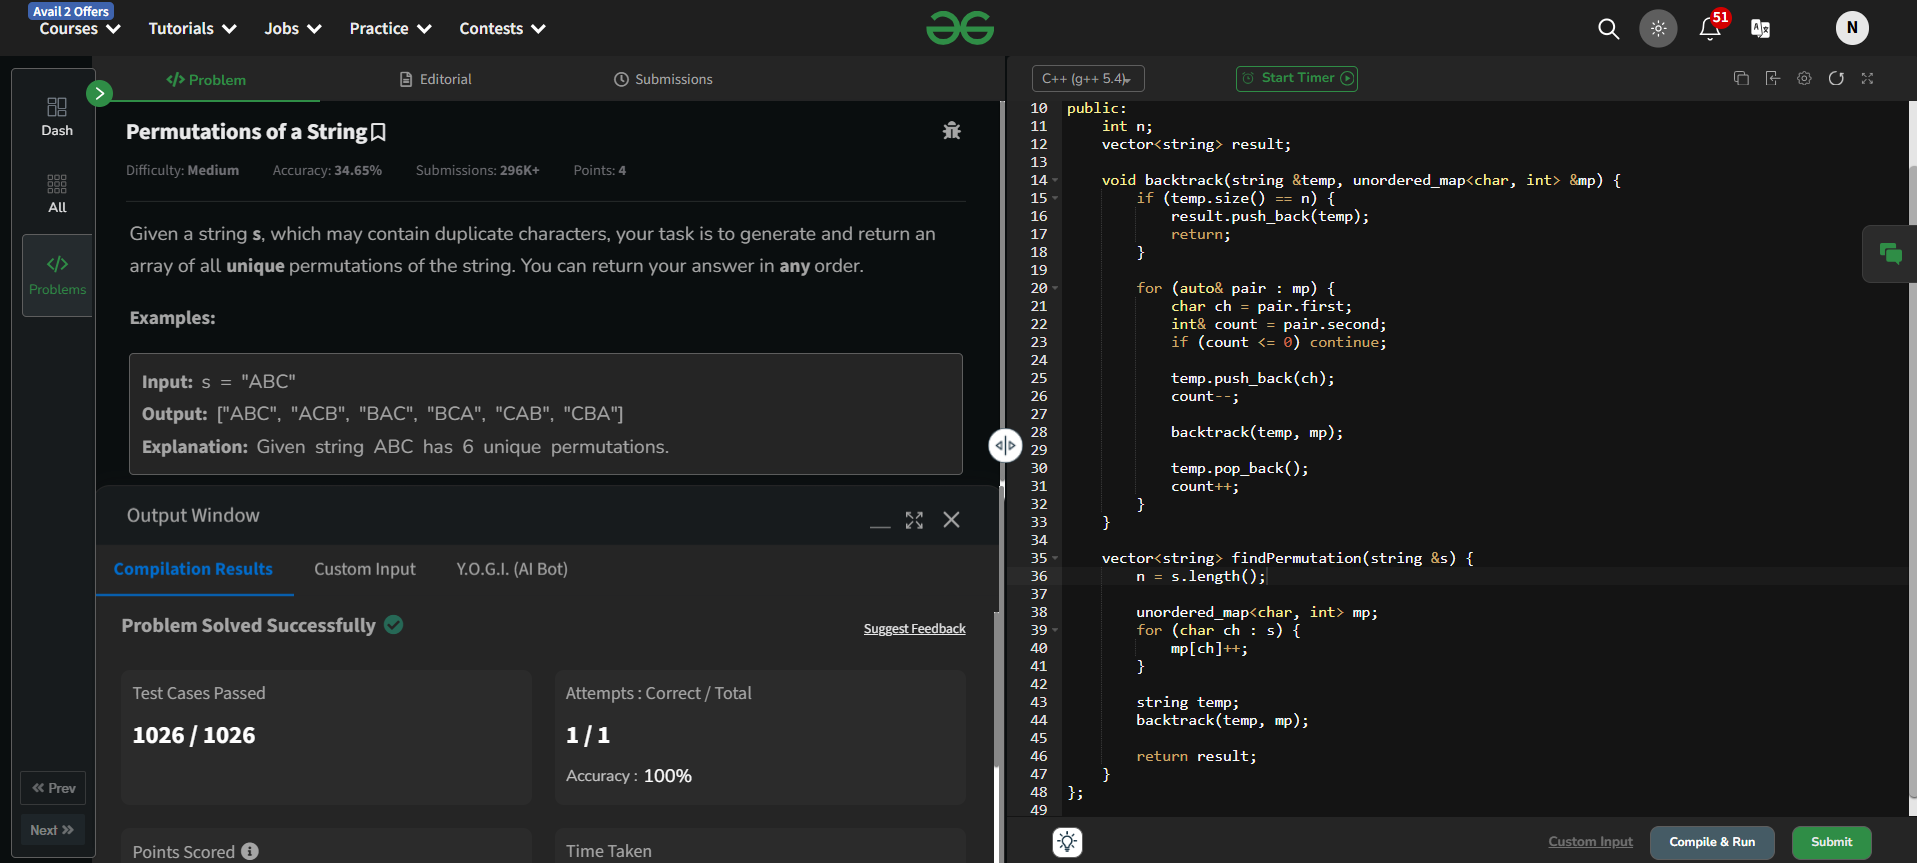 Avail 2 Offers
Courses Tutorials Jobs Practice Contests
51
N
Dash
All
Problems
Prev
Next
Problem Editorial Submissions
Permutations of a String
Difficulty: Medium Accuracy: 34.65% Submissions: 296K+ Points: 4
Given a string s, which may contain duplicate characters, your task is to generate and return an
array of all unique permutations of the string. You can return your answer in any order.
Examples:
Input: s = "ABC"
Output: ["ABC", "ACB", "BAC", "BCA", "CAB", "CBA"]
Explanation: Given string ABC has 6 unique permutations.
Output Window
Compilation Results Custom Input Y.O.G.I. (AI Bot)
Problem Solved Successfully
Suggest Feedback
Test Cases Passed
1026 / 1026
Attempts : Correct / Total
1 / 1
Accuracy : 100%
Points Scored
Time Taken
C++ (g++ 5.4)
Start Timer
10 public:
11     int n;
12     vector<string> result;
13
14     void backtrack(string &temp, unordered_map<char, int> &mp) {
15         if (temp.size() == n) {
16             result.push_back(temp);
17             return;
18         }
19
20         for (auto& pair : mp) {
21             char ch = pair.first;
22             int& count = pair.second;
23             if (count <= 0) continue;
24
25             temp.push_back(ch);
26             count--;
27
28             backtrack(temp, mp);
29
30             temp.pop_back();
31             count++;
32         }
33     }
34
35     vector<string> findPermutation(string &s) {
36         n = s.length();
37
38         unordered_map<char, int> mp;
39         for (char ch : s) {
40             mp[ch]++;
41         }
42
43         string temp;
44         backtrack(temp, mp);
45
46         return result;
47     }
48 };
49
Custom Input
Compile & Run
Submit